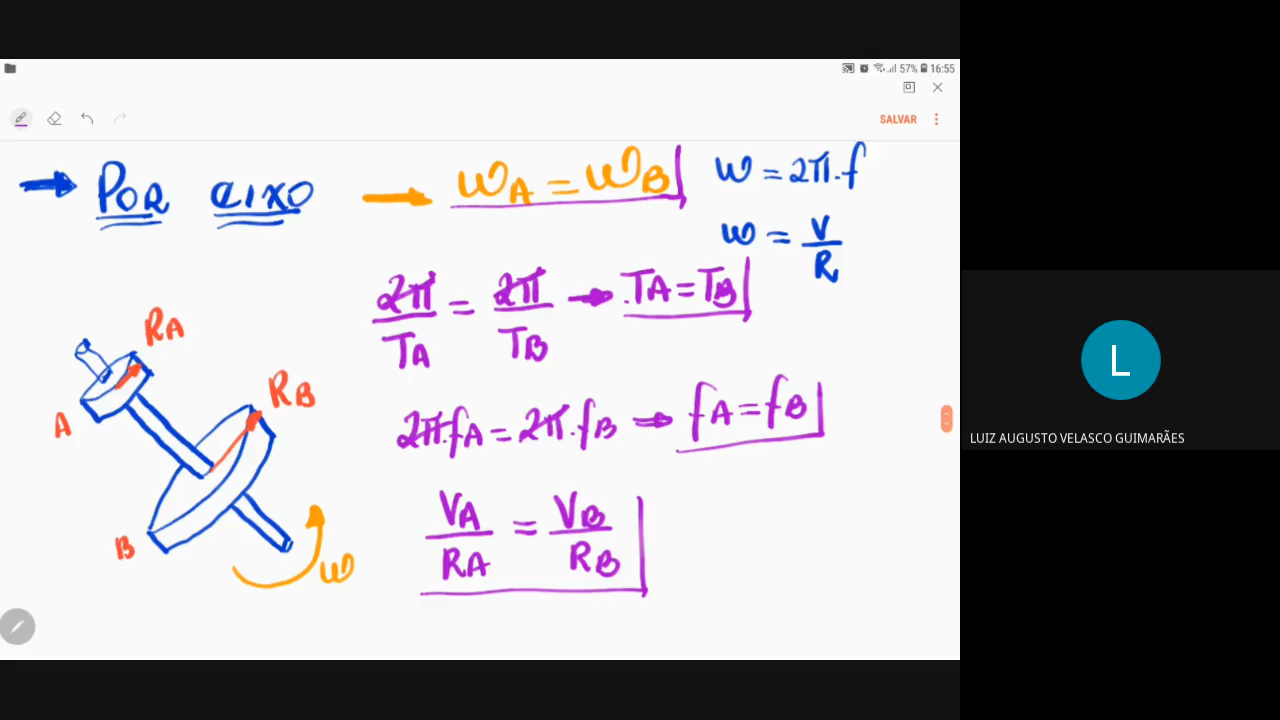 57% 16:55
SALVAR
→ POR EIXO → ωA = ωB
ω = 2π.f
ω = V/R
2π/TA = 2π/TB → TA = TB
2π.fA = 2π.fB → fA = fB
VA/RA = VB/RB
RA
A
RB
B
ω
L
LUIZ AUGUSTO VELASCO GUIMARÃES